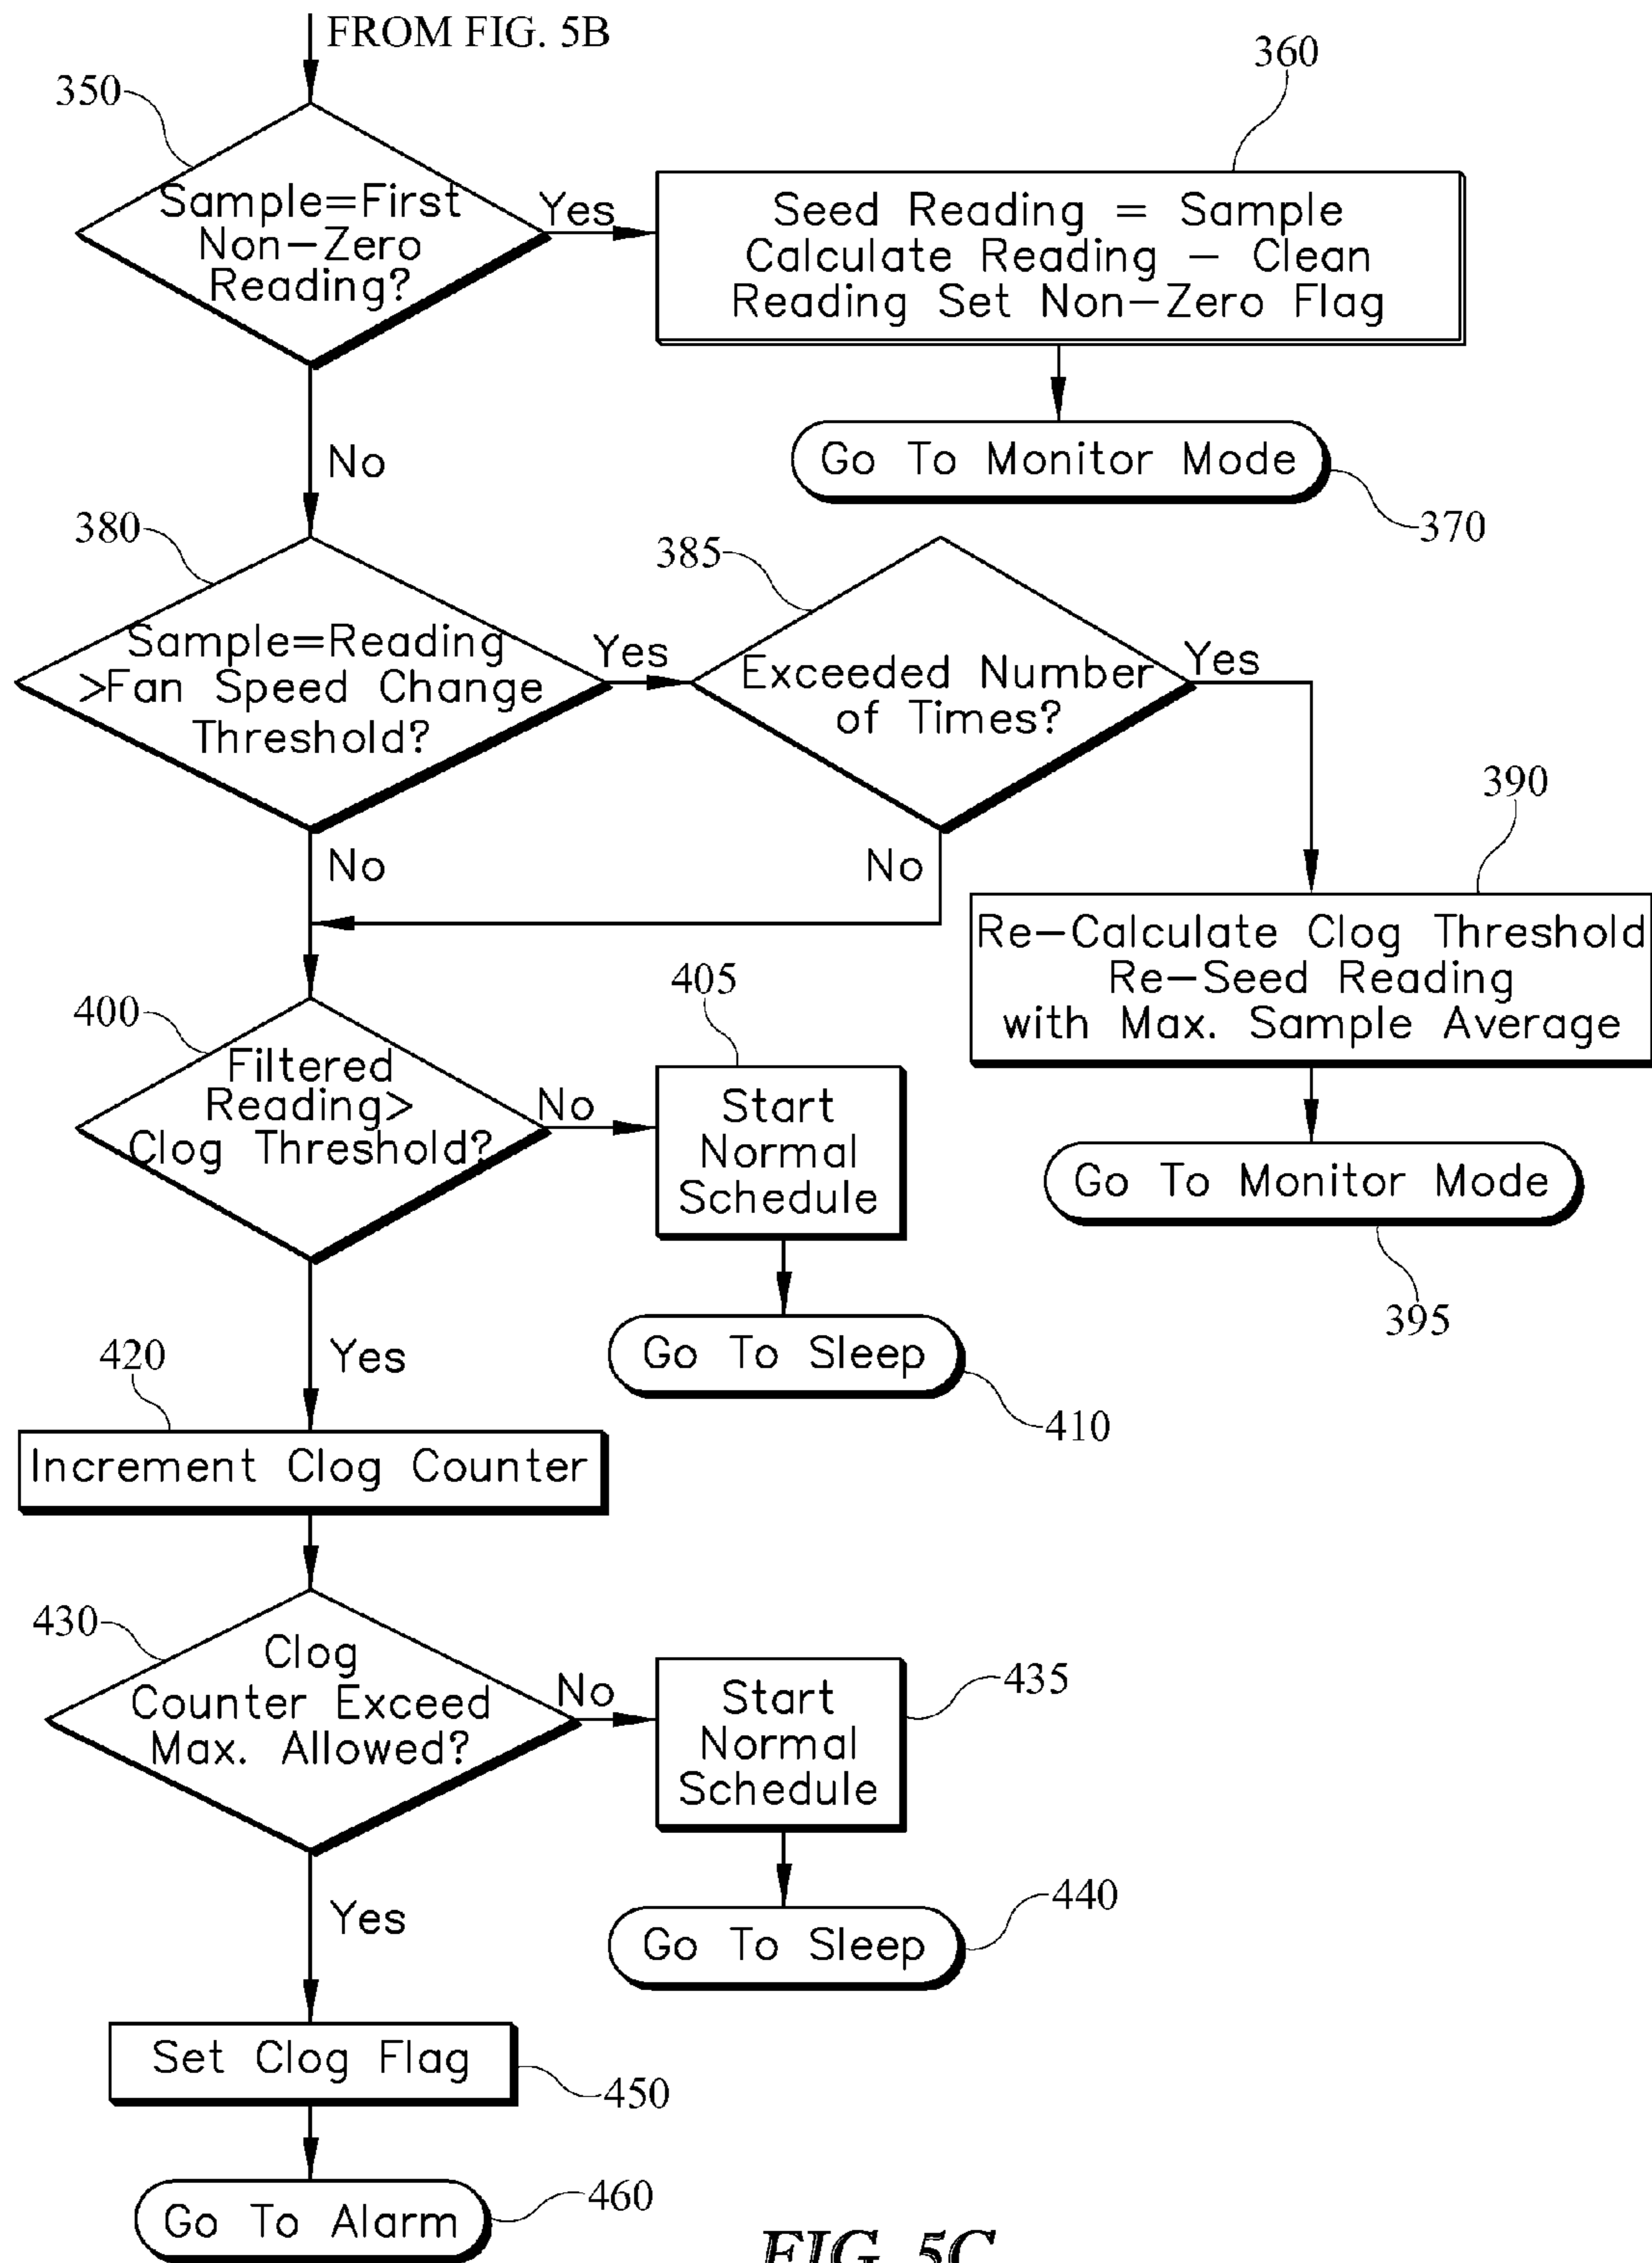 FROM FIG. 5B
350
Sample=First
Non-Zero
Reading?
Yes
360
Seed Reading = Sample
Calculate Reading - Clean
Reading Set Non-Zero Flag
Go To Monitor Mode
370
No
380
Sample=Reading
>Fan Speed Change
Threshold?
Yes
385
Exceeded Number
of Times?
Yes
No
No
390
Re-Calculate Clog Threshold
Re-Seed Reading
with Max. Sample Average
Go To Monitor Mode
395
400
Filtered
Reading>
Clog Threshold?
No
405
Start
Normal
Schedule
Go To Sleep
410
Yes
420
Increment Clog Counter
430
Clog
Counter Exceed
Max. Allowed?
No
Start
Normal
Schedule
435
Go To Sleep
440
Yes
Set Clog Flag
450
Go To Alarm
460
FIG. 5C